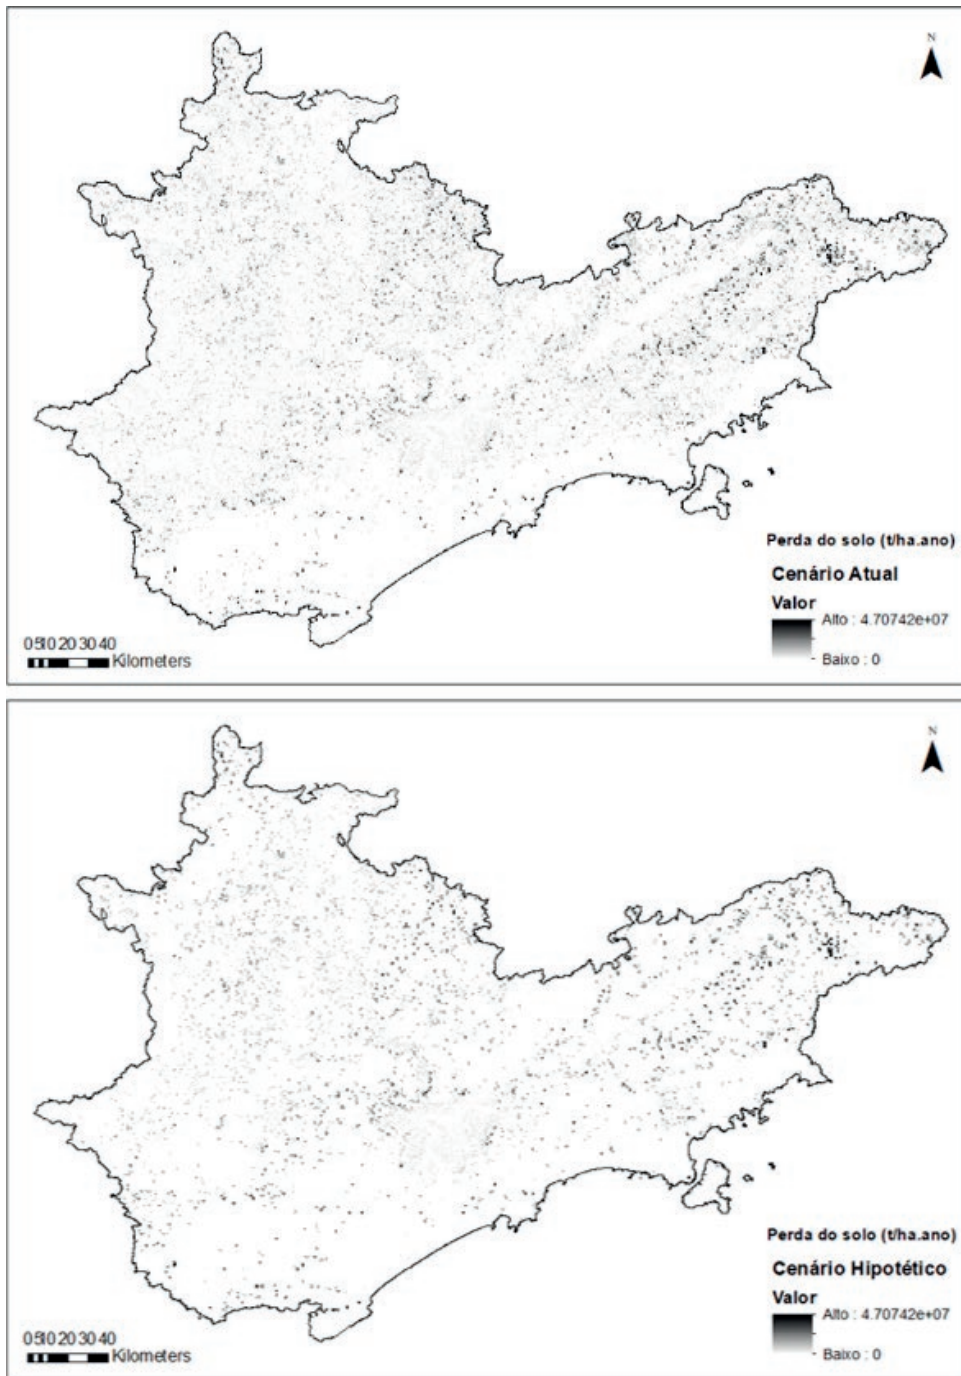 N
Perda do solo (t/ha.ano)
Cenário Atual
Valor
Alto : 4.70742e+07
Baixo : 0
0510203040
Kilometers
N
Perda do solo (t/ha.ano)
Cenário Hipotético
Valor
Alto : 4.70742e+07
Baixo : 0
0510203040
Kilometers